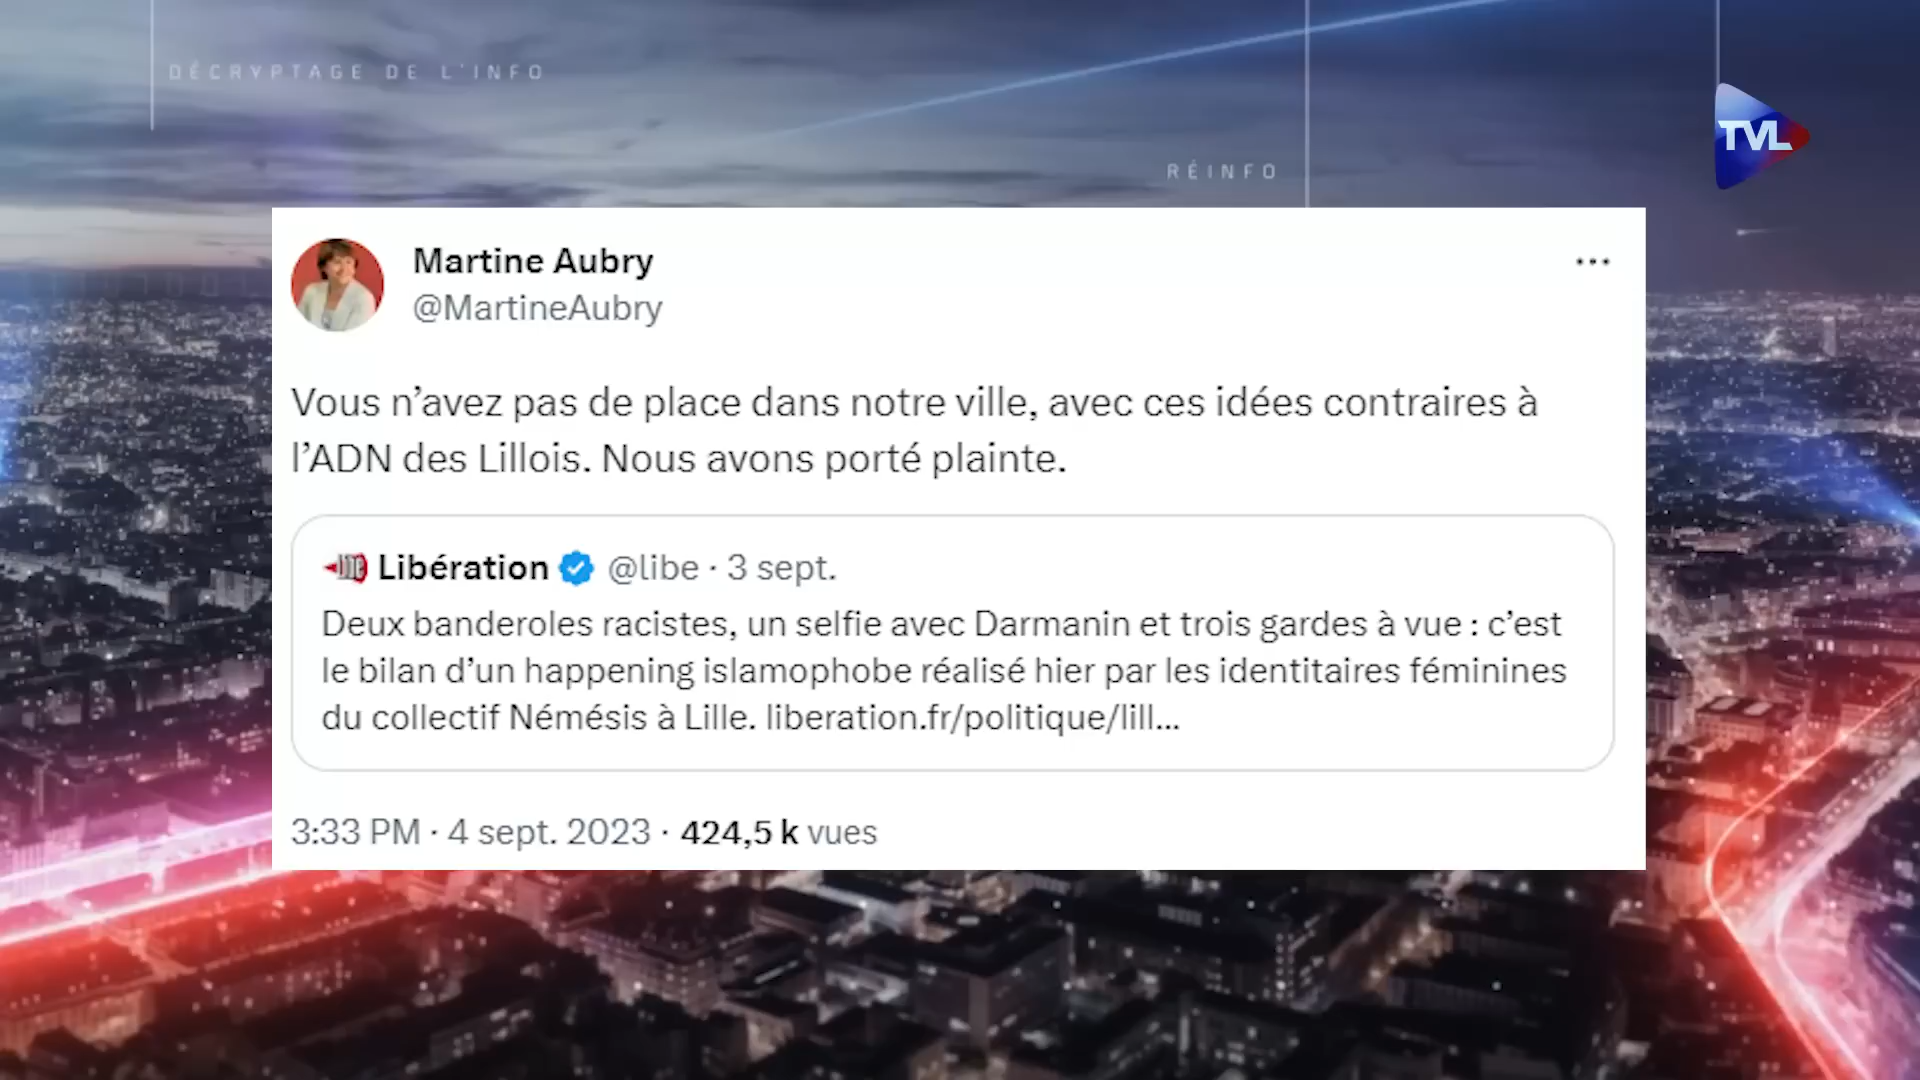 DÉCRYPTAGE DE L'INFO
TVL
RÉINFO
Martine Aubry
@MartineAubry
Vous n’avez pas de place dans notre ville, avec ces idées contraires à
l’ADN des Lillois. Nous avons porté plainte.
Libération @libe · 3 sept.
Deux banderoles racistes, un selfie avec Darmanin et trois gardes à vue : c’est
le bilan d’un happening islamophobe réalisé hier par les identitaires féminines
du collectif Némésis à Lille. liberation.fr/politique/lill...
3:33 PM · 4 sept. 2023 · 424,5 k vues